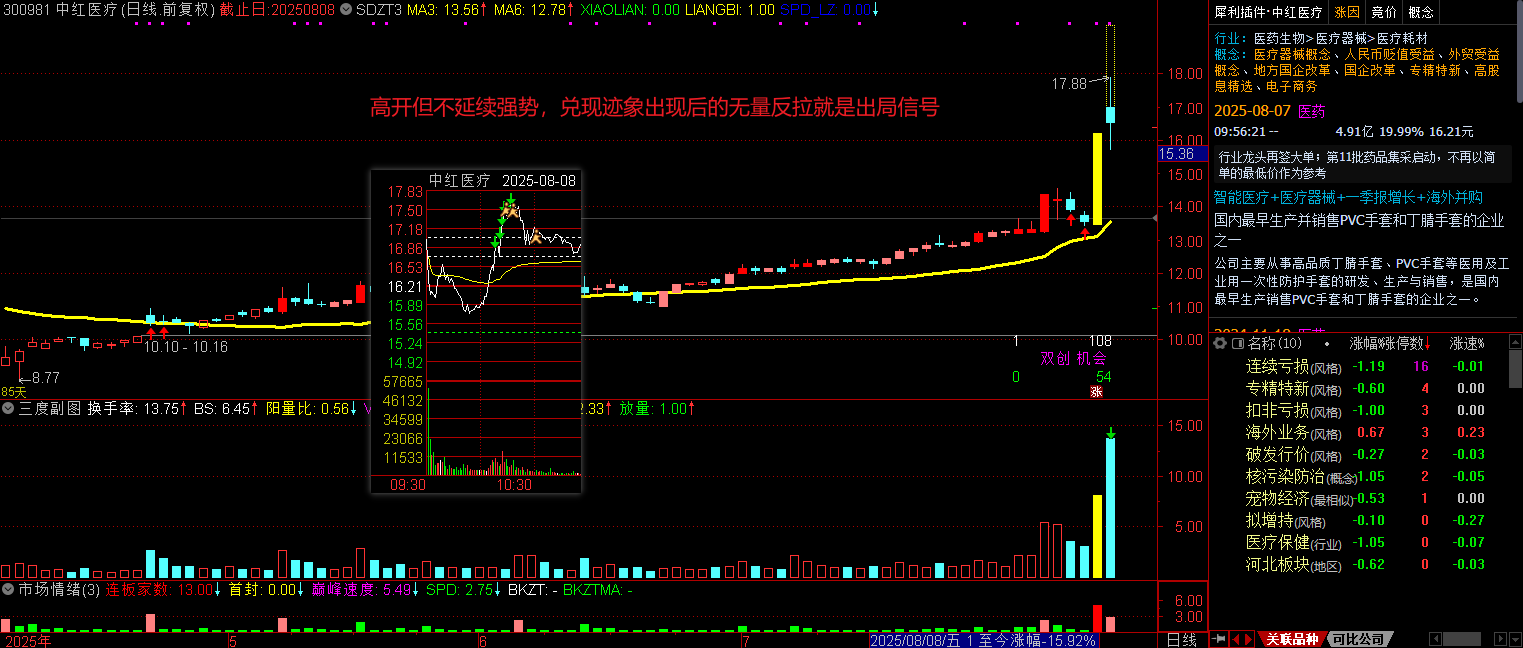 300981 中红医疗 (日线 前复权) 截止日:20250808 SDZT3 MA3: 13.56↑ MA6: 12.78↑ XIAOLIAN: 0.00 LIANGBI: 1.00 SPD_LZ 0.00↓
17.88
高开但不延续强势，兑现迹象出现后的无量反拉就是出局信号
18.00
17.00
16.00
15.36
15.00
14.00
13.00
12.00
11.00
10.00
中红医疗 2025-08-08
17.83
17.50
17.18
16.86
16.53
16.21
15.89
15.56
15.24
14.92
57665
46132
34599
23066
11533
09:30 10:30
10.10 - 10.16
←8.77
85天
1 108
双创 机会
0 54
涨
三度副图 换手率: 13.75↑ BS: 6.45↑ 阳量比: 0.56↓ 2.33↑ 放量: 1.00↑
15.00
10.00
5.00
市场情绪(3) 连板家数: 13.00↓ 首封: 0.00↓ 巅峰速度: 5.49↓ SPD: 2.75↓ BKZT: - BKZTMA: -
6.00
3.00
2025年 5 6 7 2025/08/08/五 1 至今涨幅-15.92% 日线
犀利插件·中红医疗 涨因 竞价 概念
行业: 医药生物>医疗器械>医疗耗材
概念: 医疗器械概念、人民币贬值受益、外贸受益
概念、地方国企改革、国企改革、专精特新、高股
息精选、电子商务
2025-08-07 医药
09:56:21 -- 4.91亿 19.99% 16.21元
行业龙头再签大单；第11批药品集采启动，不再以简
单的最低价作为参考
智能医疗+医疗器械+一季报增长+海外并购
国内最早生产并销售PVC手套和丁腈手套的企业
之一
公司主要从事高品质丁腈手套、PVC手套等医用及工
业用一次性防护手套的研发、生产与销售，是国内
最早生产销售PVC手套和丁腈手套的企业之一。
名称(10) • 涨幅% 涨停数↓ 涨速%
连续亏损(风格) -1.19 16 -0.01
专精特新(风格) -0.60 4 0.00
扣非亏损(风格) -1.00 3 0.00
海外业务(风格) 0.67 3 0.23
破发行价(风格) -0.27 2 -0.03
核污染防治(概念) -1.05 2 -0.05
宠物经济(最相似) -0.53 1 0.00
拟增持(风格) -0.10 0 -0.27
医疗保健(行业) -1.05 0 -0.07
河北板块(地区) -0.62 0 -0.03
关联品种 可比公司